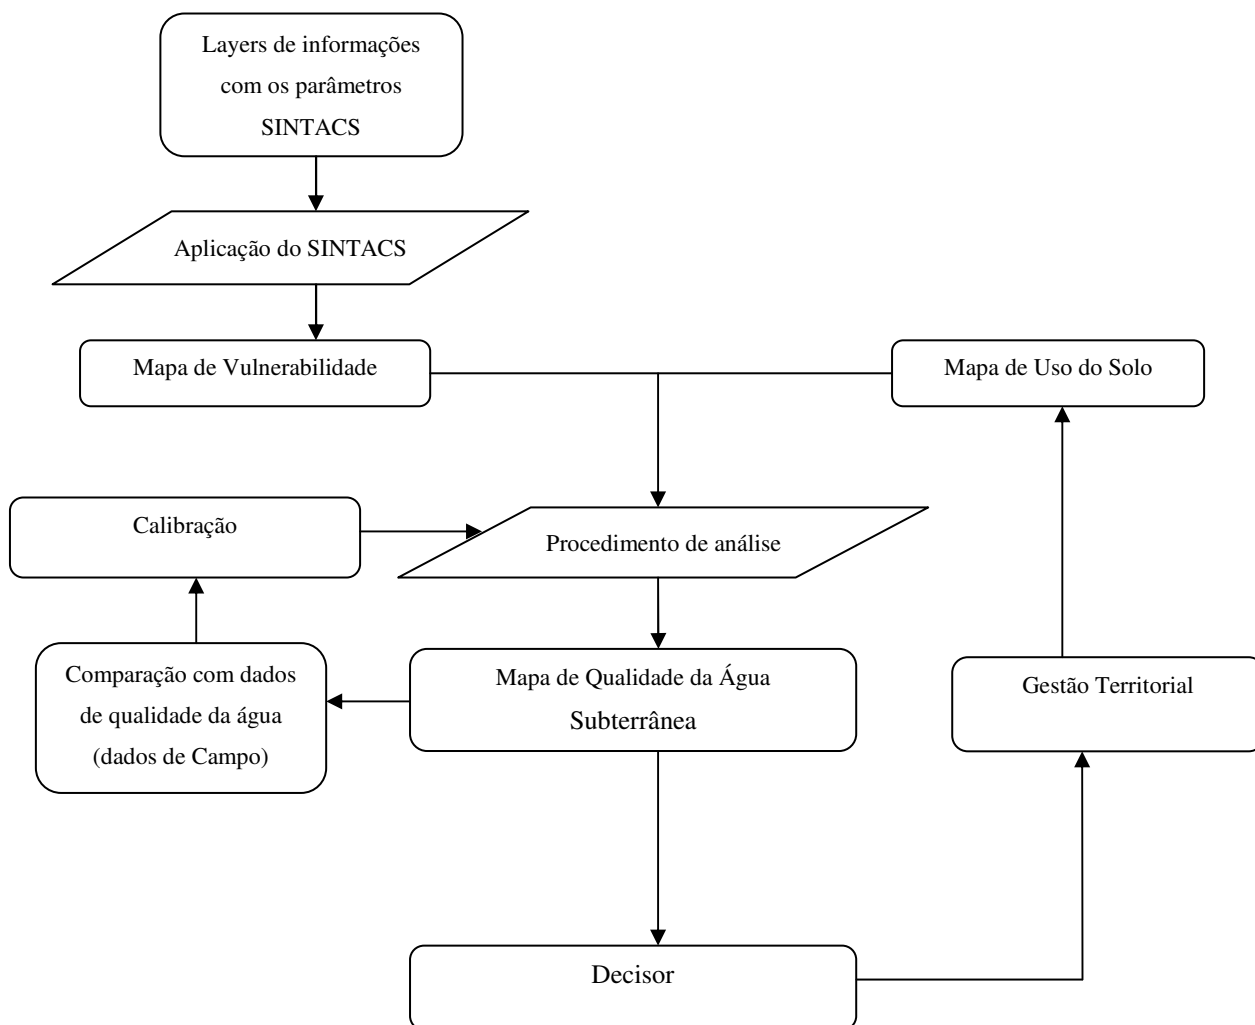 Layers de informações
com os parâmetros
SINTACS
Aplicação do SINTACS
Mapa de Vulnerabilidade
Mapa de Uso do Solo
Calibração
Procedimento de análise
Comparação com dados
de qualidade da água
(dados de Campo)
Mapa de Qualidade da Água
Subterrânea
Gestão Territorial
Decisor